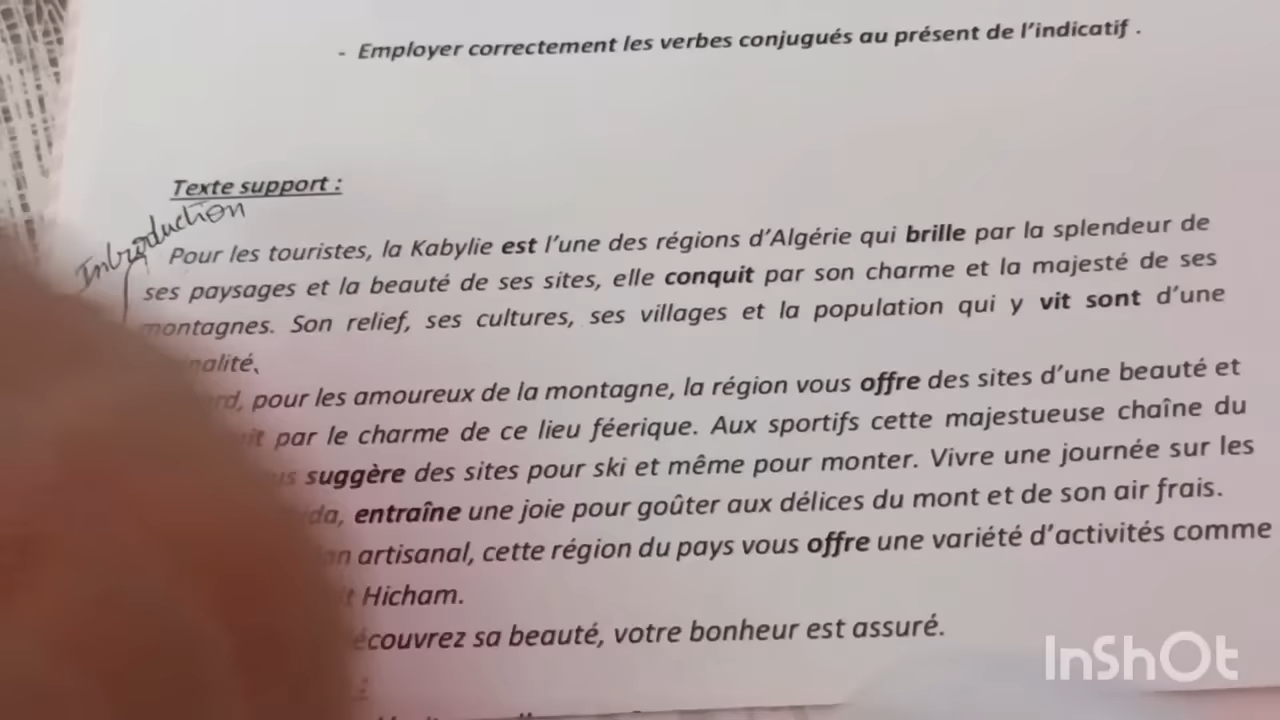 - Employer correctement les verbes conjugués au présent de l'indicatif .
Texte support :
Introduction
Pour les touristes, la Kabylie est l'une des régions d'Algérie qui brille par la splendeur de
ses paysages et la beauté de ses sites, elle conquit par son charme et la majesté de ses
montagnes. Son relief, ses cultures, ses villages et la population qui y vit sont d'une
pour les amoureux de la montagne, la région vous offre des sites d'une beauté et
par le charme de ce lieu féerique. Aux sportifs cette majestueuse chaîne du
suggère des sites pour ski et même pour monter. Vivre une journée sur les
entraîne une joie pour goûter aux délices du mont et de son air frais.
artisanal, cette région du pays vous offre une variété d'activités comme
Hicham.
sa beauté, votre bonheur est assuré.
InShOt